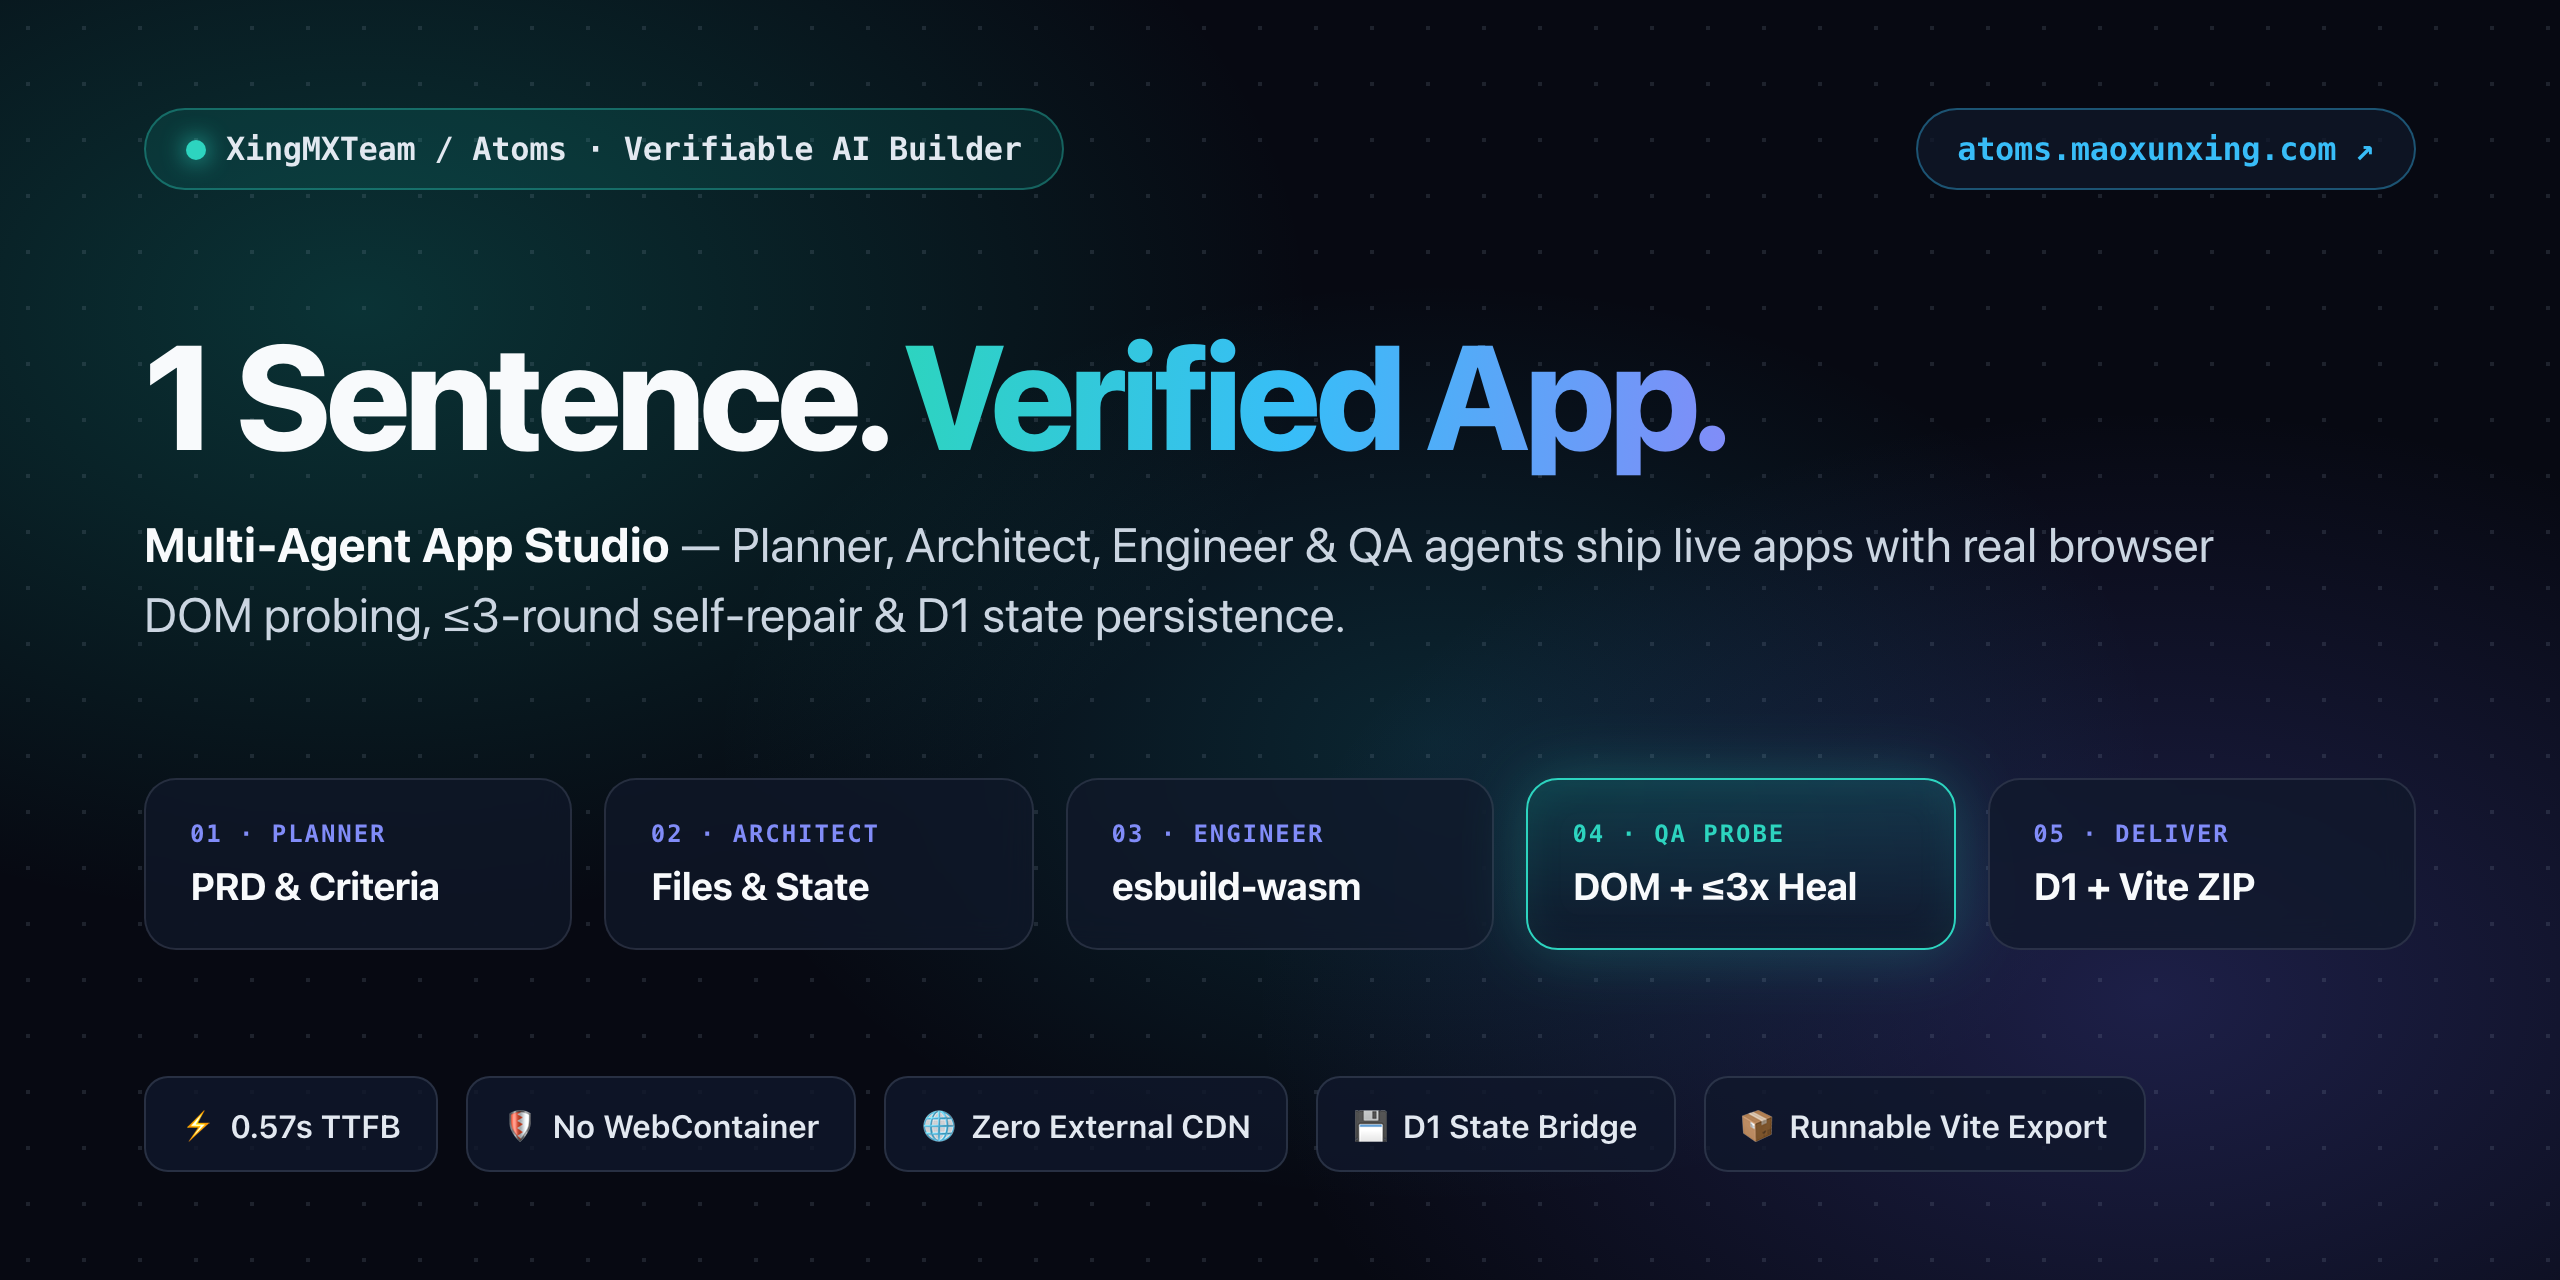 XingMXTeam / Atoms · Verifiable AI Builder
atoms.maoxunxing.com ↗
1 Sentence. Verified App.
Multi-Agent App Studio — Planner, Architect, Engineer & QA agents ship live apps with real browser
DOM probing, ≤3-round self-repair & D1 state persistence.
01 · PLANNER
PRD & Criteria
02 · ARCHITECT
Files & State
03 · ENGINEER
esbuild-wasm
04 · QA PROBE
DOM + ≤3x Heal
05 · DELIVER
D1 + Vite ZIP
⚡ 0.57s TTFB
🛡️ No WebContainer
🌐 Zero External CDN
💾 D1 State Bridge
📦 Runnable Vite Export